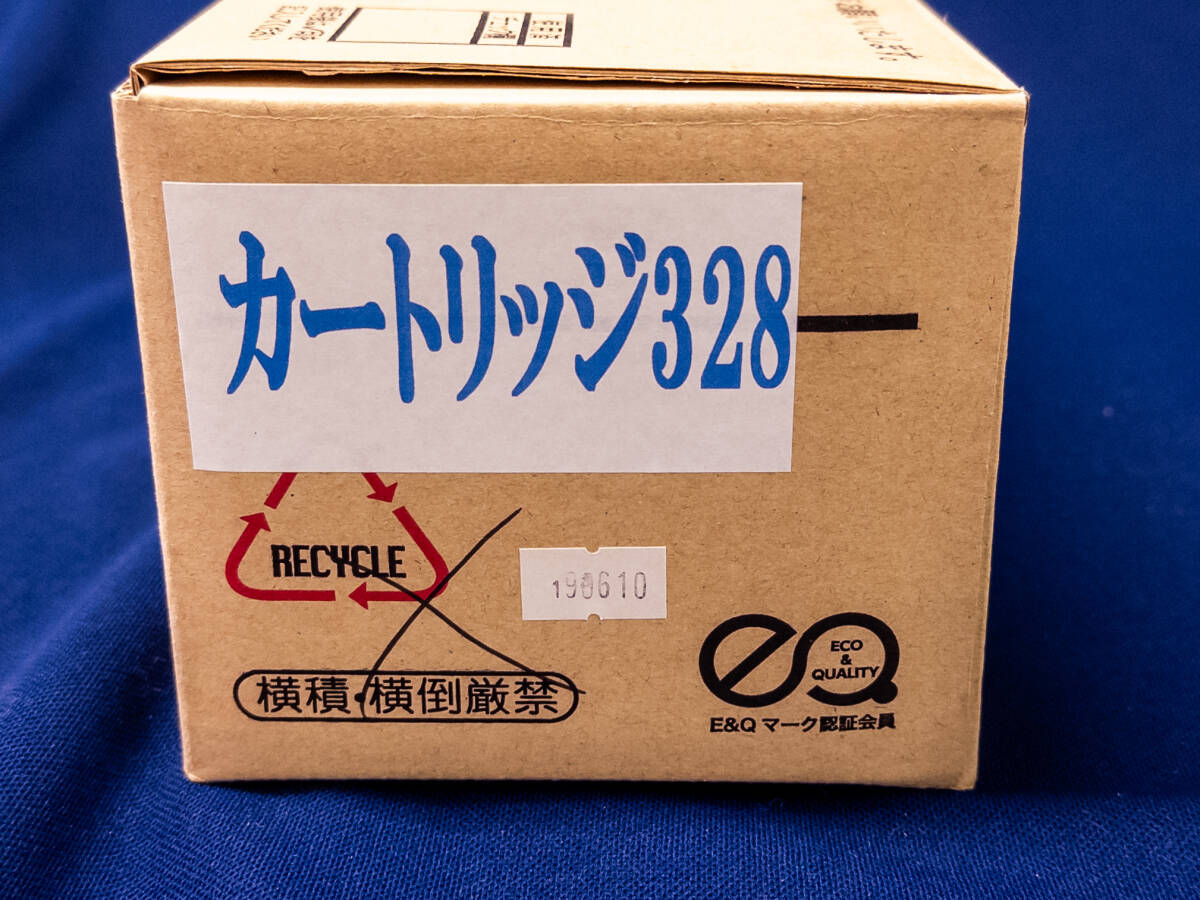 カートリッジ328
RECYCLE
190610
横積・横倒厳禁
ECO
&
QUALITY
E&Q マーク認証会員